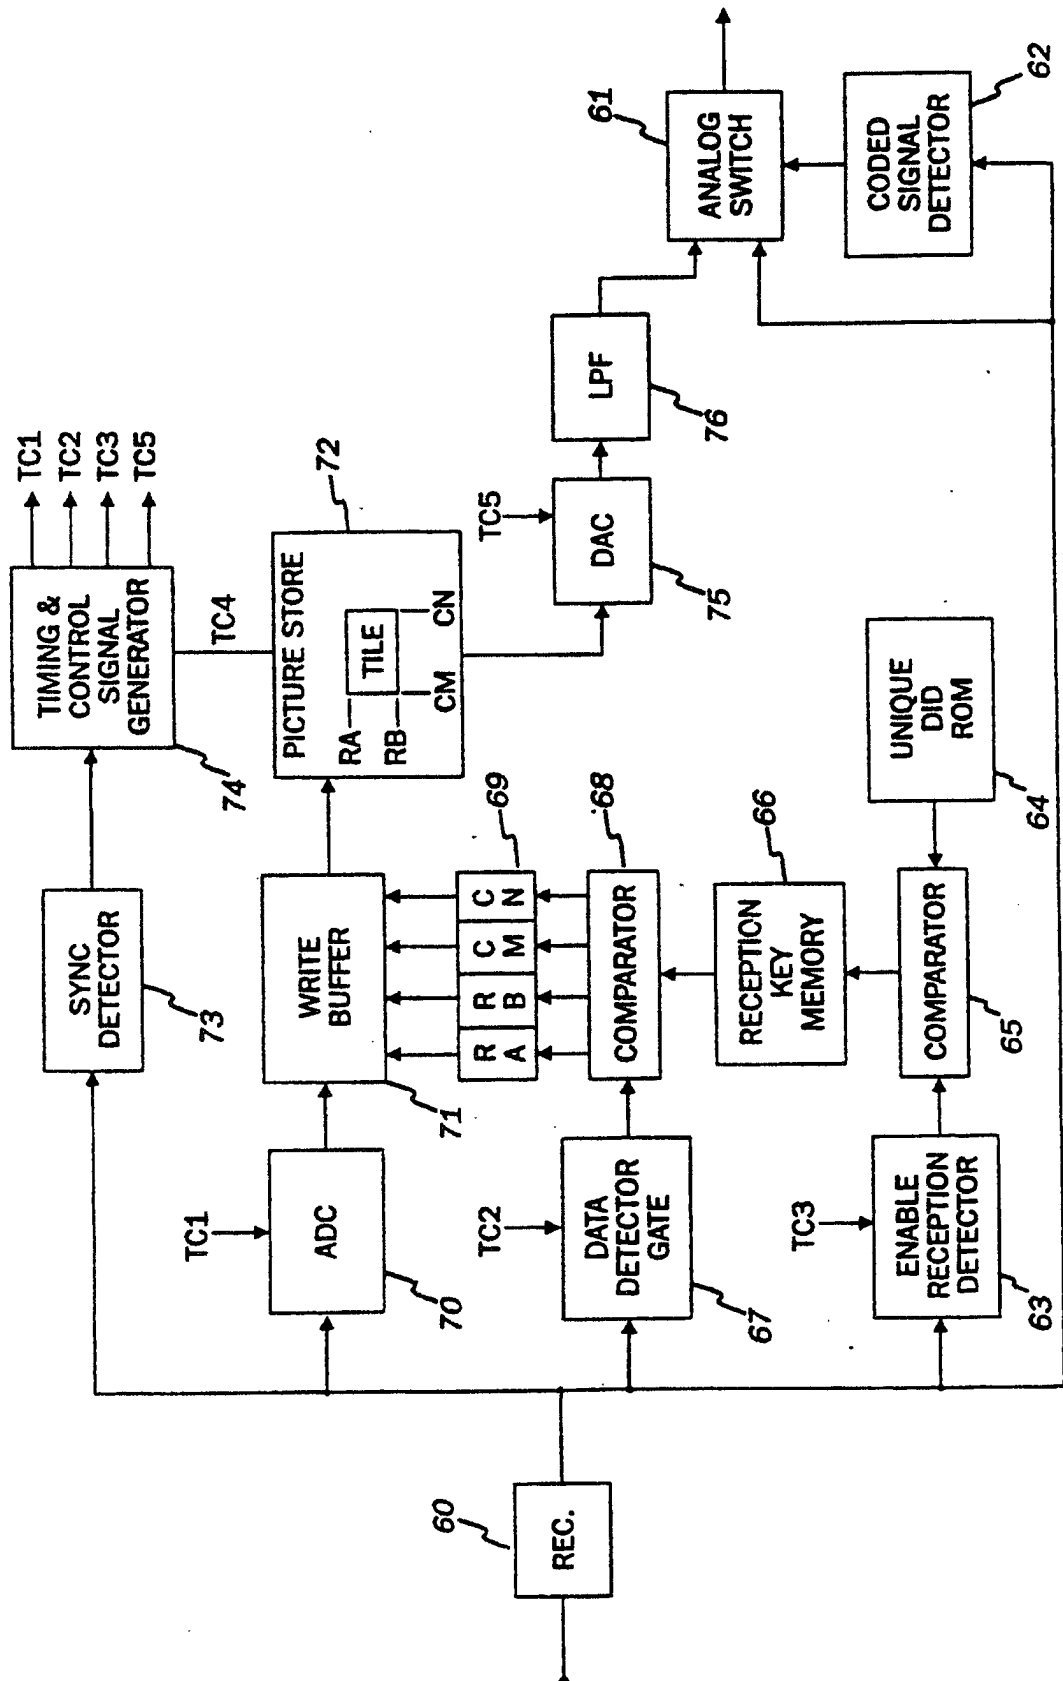 60
REC.
SYNC
DETECTOR
73
TIMING &
CONTROL
SIGNAL
GENERATOR
74
TC1
TC2
TC3
TC5
TC4
TC1
ADC
70
WRITE
BUFFER
71
PICTURE STORE
RA
RB
TILE
CM
CN
72
R
A
R
B
C
M
C
N
69
TC2
DATA
DETECTOR
GATE
67
COMPARATOR
68
RECEPTION
KEY
MEMORY
66
TC3
ENABLE
RECEPTION
DETECTOR
63
COMPARATOR
65
UNIQUE
DID
ROM
64
TC5
DAC
75
LPF
76
ANALOG
SWITCH
61
CODED
SIGNAL
DETECTOR
62